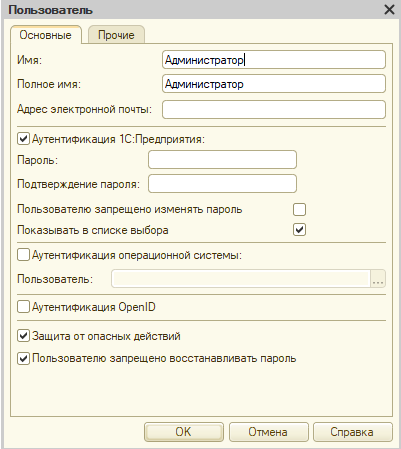 Пользователь
Основные Прочие
Имя: Администратор
Полное имя: Администратор
Адрес электронной почты:
Аутентификация 1С:Предприятия:
Пароль:
Подтверждение пароля:
Пользователю запрещено изменять пароль
Показывать в списке выбора
Аутентификация операционной системы:
Пользователь: ...
Аутентификация OpenID
Защита от опасных действий
Пользователю запрещено восстанавливать пароль
OK Отмена Справка